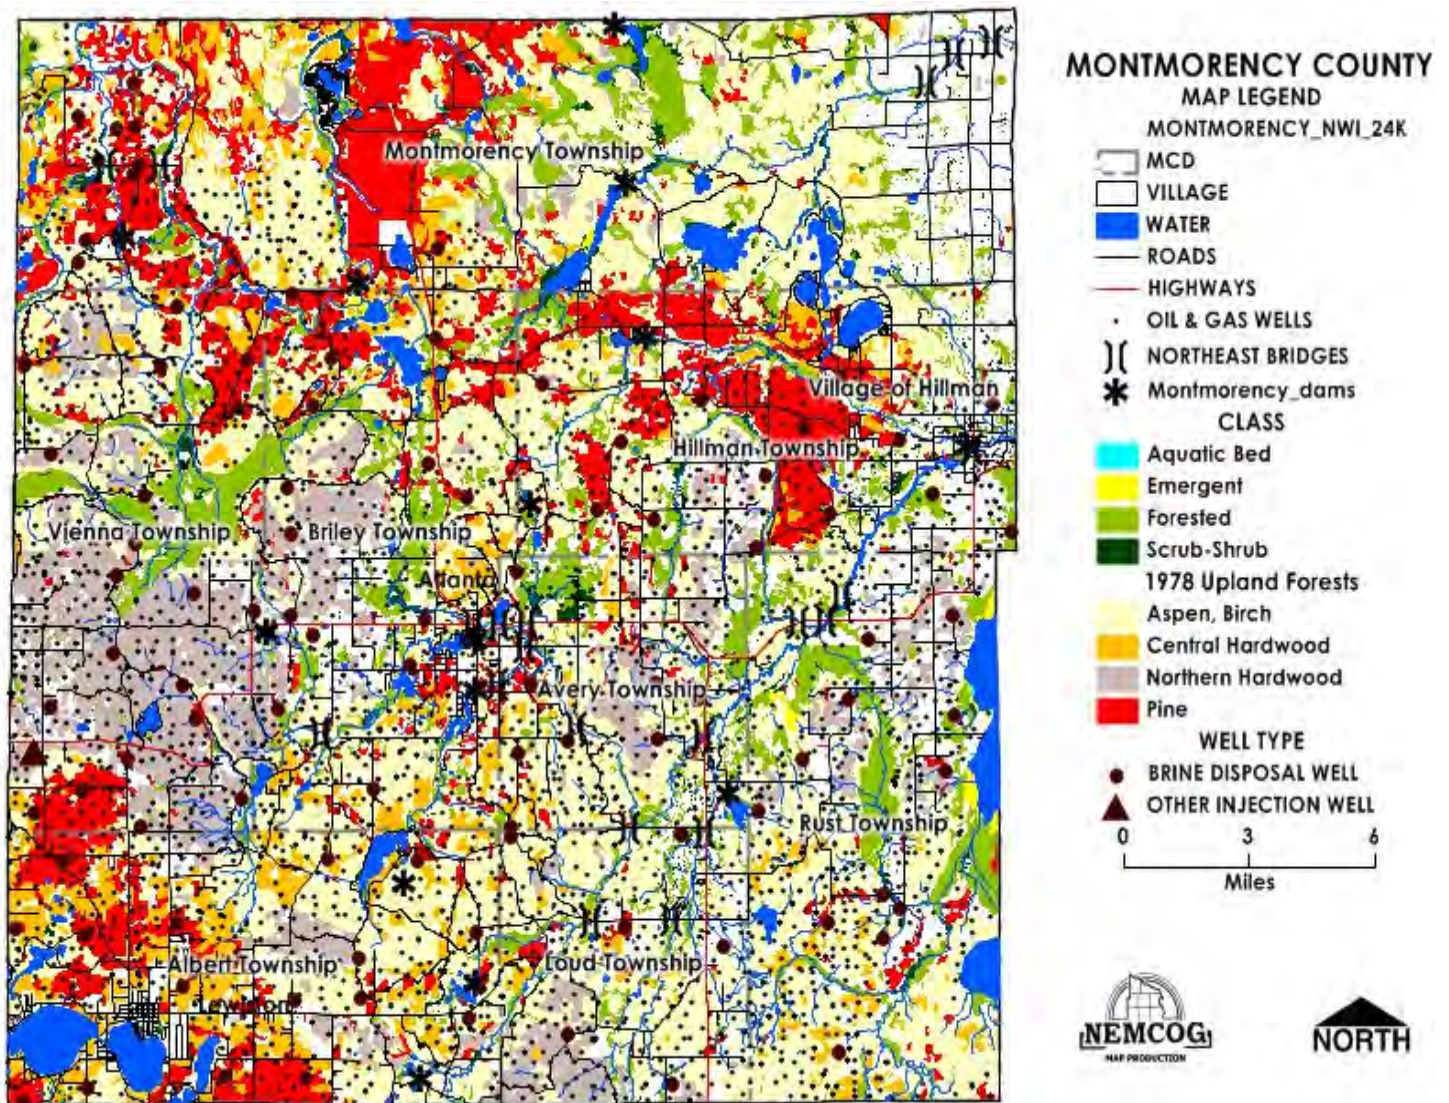 MONTMORENCY COUNTY
MAP LEGEND
MONTMORENCY_NWI_24K
MCD
VILLAGE
WATER
ROADS
HIGHWAYS
OIL & GAS WELLS
NORTHEAST BRIDGES
Montmorency_dams
CLASS
Aquatic Bed
Emergent
Forested
Scrub-Shrub
1978 Upland Forests
Aspen, Birch
Central Hardwood
Northern Hardwood
Pine
WELL TYPE
BRINE DISPOSAL WELL
OTHER INJECTION WELL
0 3 6
Miles
NEMCOG
MAP PRODUCTION
NORTH
Montmorency Township
Village of Hillman
Hillman Township
Vienna Township
Briley Township
Atlanta
Avery Township
Rust Township
Albert Township
Loud Township
Lewiston